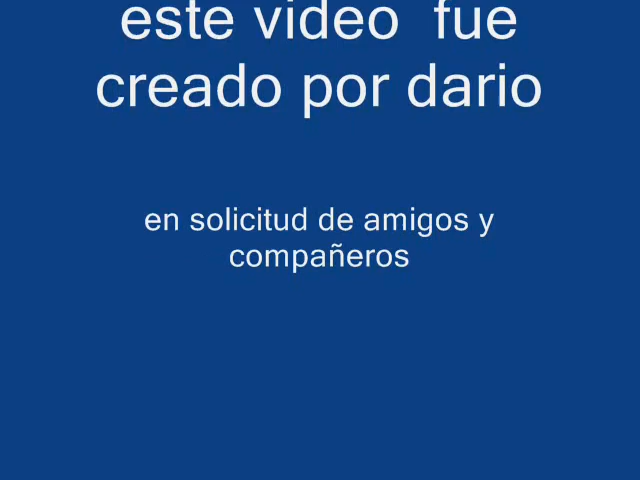 este video  fue
creado por dario
en solicitud de amigos y
compañeros